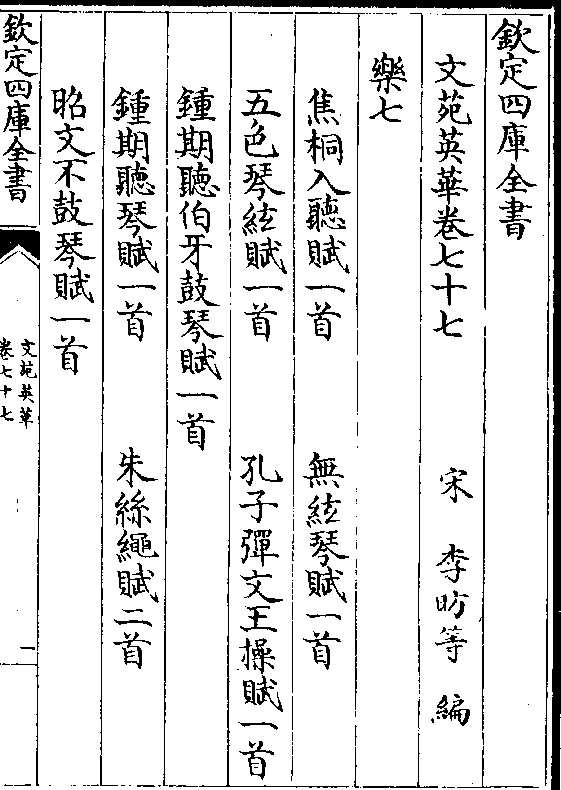 欽定四庫全書
文苑英華卷七十七　宋　李昉等　編
樂七
焦桐入聽賦一首　無絃琴賦一首
五色琴絃賦一首　孔子彈文王操賦一首
鍾期聽伯牙鼓琴賦一首
鍾期聽琴賦一首　朱絲繩賦二首
昭文不鼓琴賦一首
欽定四庫全書
文苑英華
卷七十七
一